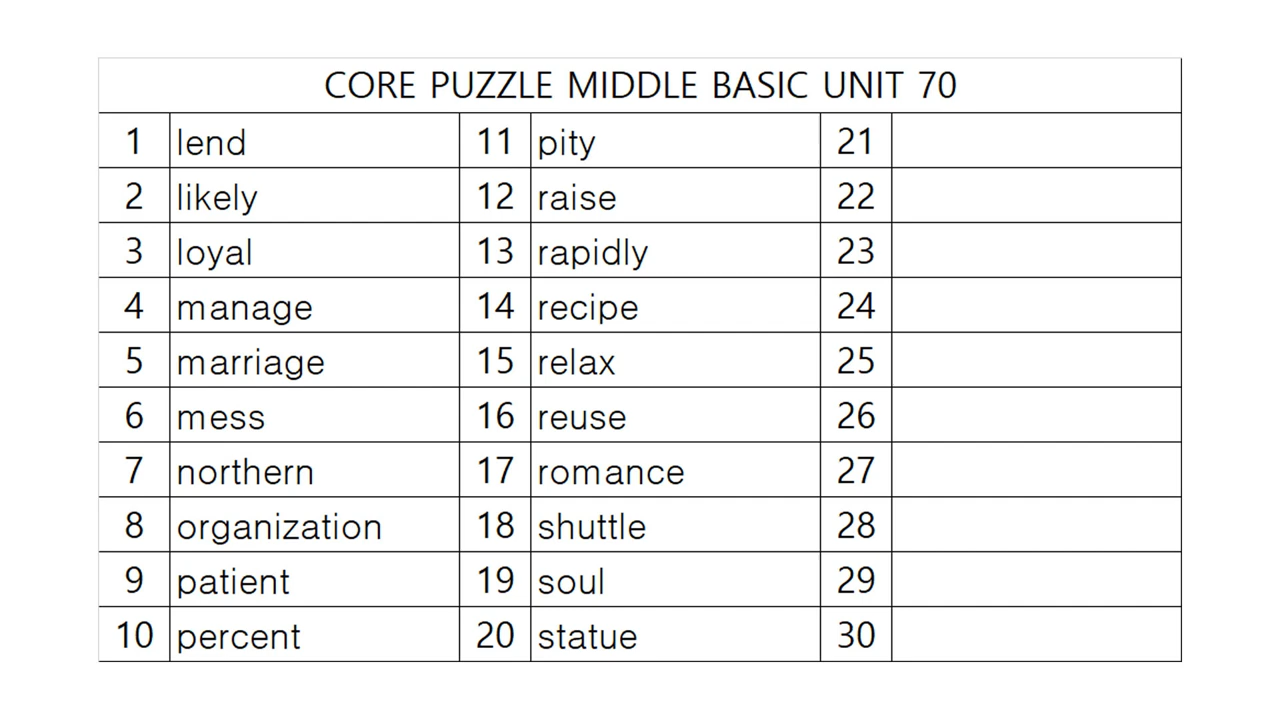 CORE PUZZLE MIDDLE BASIC UNIT 70
1 lend 11 pity 21
2 likely 12 raise 22
3 loyal 13 rapidly 23
4 manage 14 recipe 24
5 marriage 15 relax 25
6 mess 16 reuse 26
7 northern 17 romance 27
8 organization 18 shuttle 28
9 patient 19 soul 29
10 percent 20 statue 30